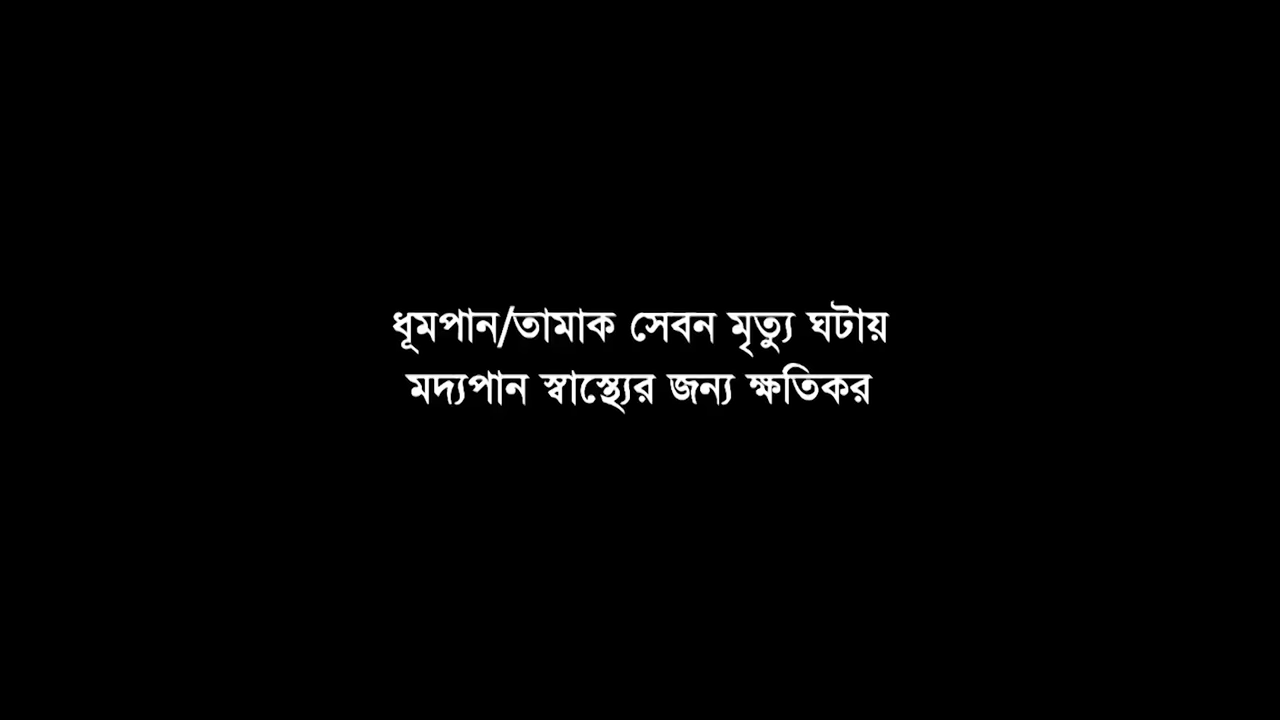 ধূমপান/তামাক সেবন মৃত্যু ঘটায়
মদ্যপান স্বাস্থ্যের জন্য ক্ষতিকর